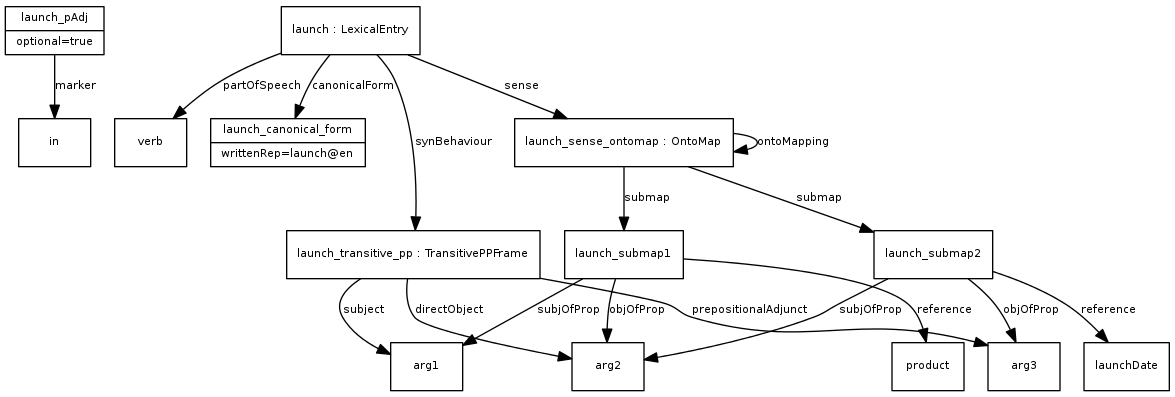 launch_pAdj
optional=true
launch : LexicalEntry
marker
partOfSpeech
canonicalForm
sense
in
verb
launch_canonical_form
writtenRep=launch@en
synBehaviour
launch_sense_ontomap : OntoMap
ontoMapping
submap
submap
launch_transitive_pp : TransitivePPFrame
launch_submap1
launch_submap2
subject
directObject
subjOfProp
objOfProp
prepositionalAdjunct
subjOfProp
reference
objOfProp
reference
arg1
arg2
product
arg3
launchDate